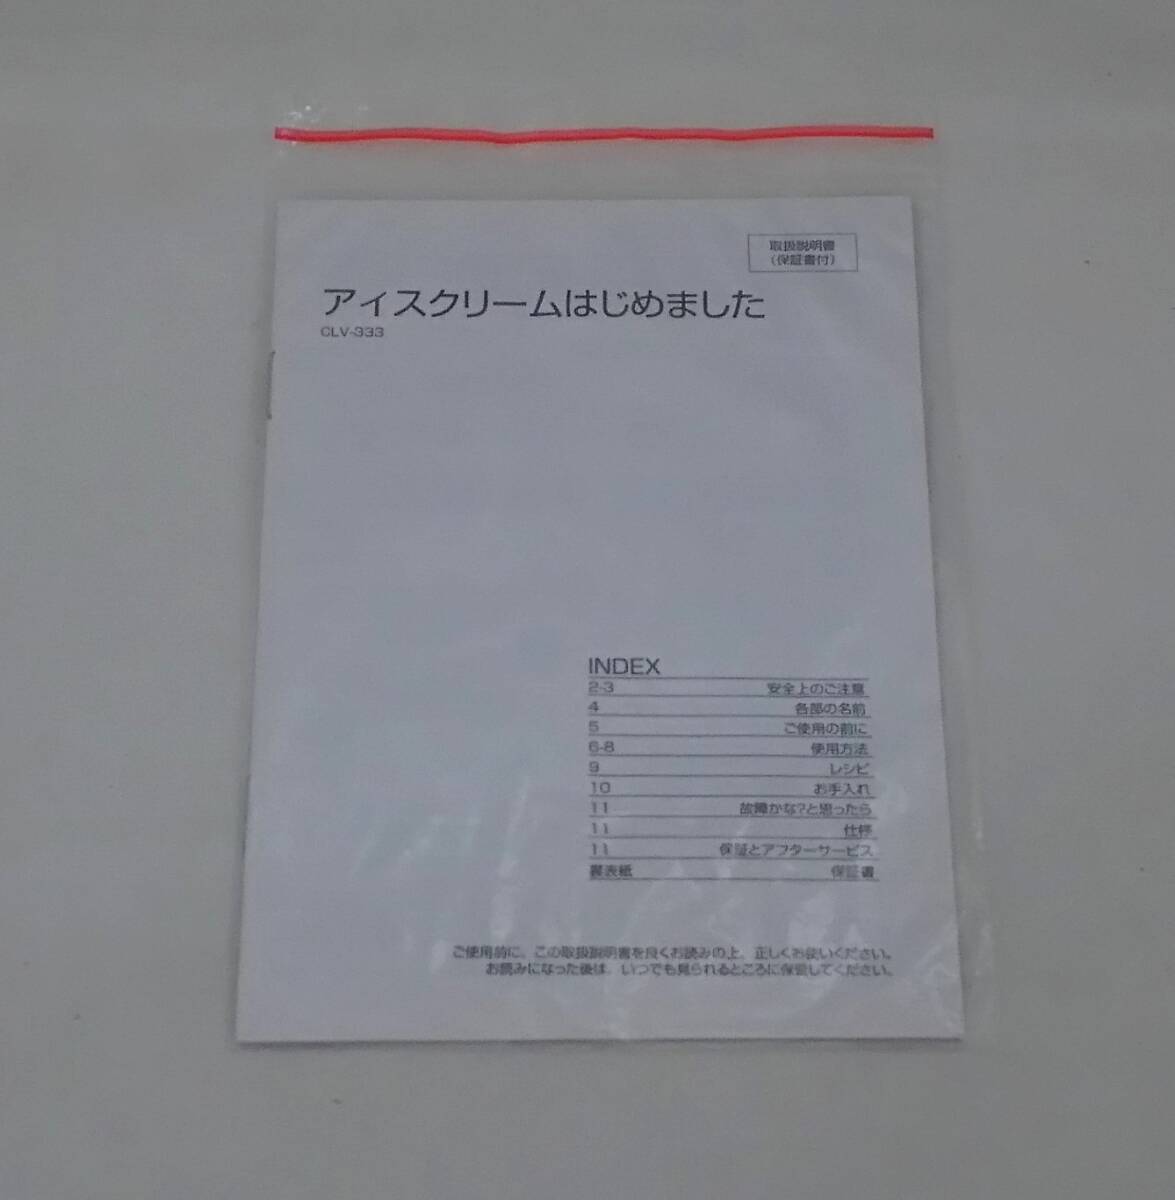 取扱説明書
（保証書付）
アイスクリームはじめました
CLV-333
INDEX
2-3 安全上のご注意
4 各部の名前
5 ご使用の前に
6-8 使用方法
9 レシピ
10 お手入れ
11 故障かな?と思ったら
11 仕様
11 保証とアフターサービス
裏表紙 保証書
ご使用前に、この取扱説明書を良くお読みの上、正しくお使いください。
お読みになった後は、いつでも見られるところに保管してください。